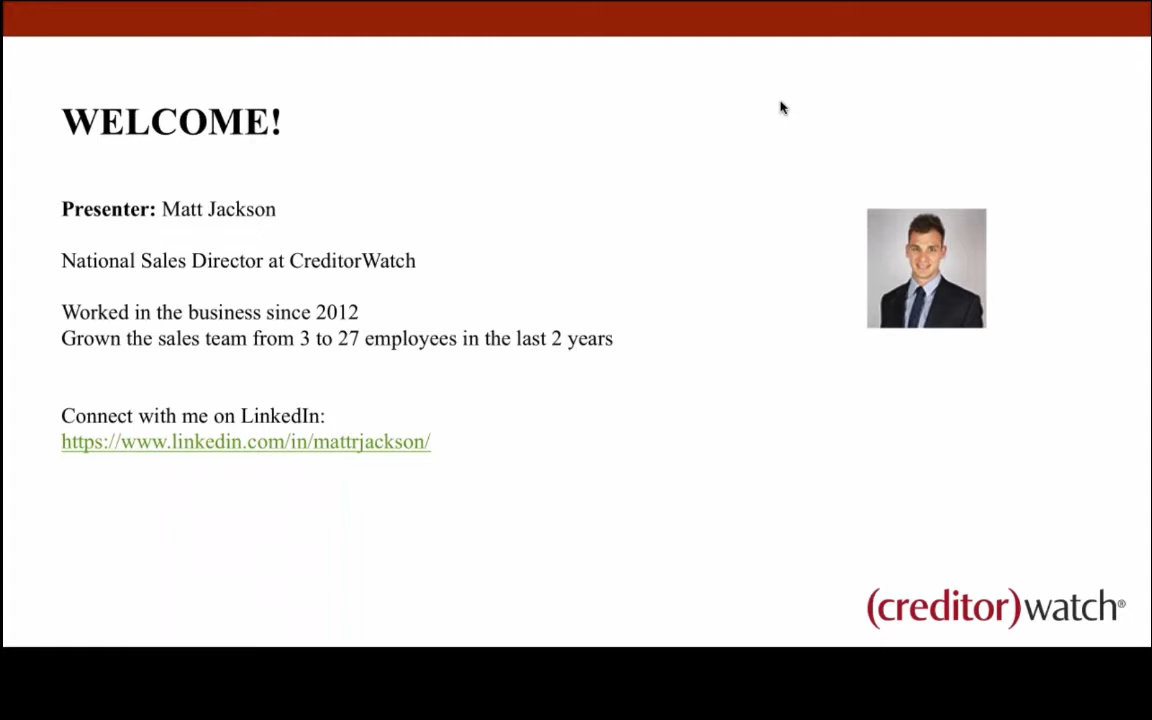 WELCOME!
Presenter: Matt Jackson
National Sales Director at CreditorWatch
Worked in the business since 2012
Grown the sales team from 3 to 27 employees in the last 2 years
Connect with me on LinkedIn:
https://www.linkedin.com/in/mattrjackson/
(creditor)watch®